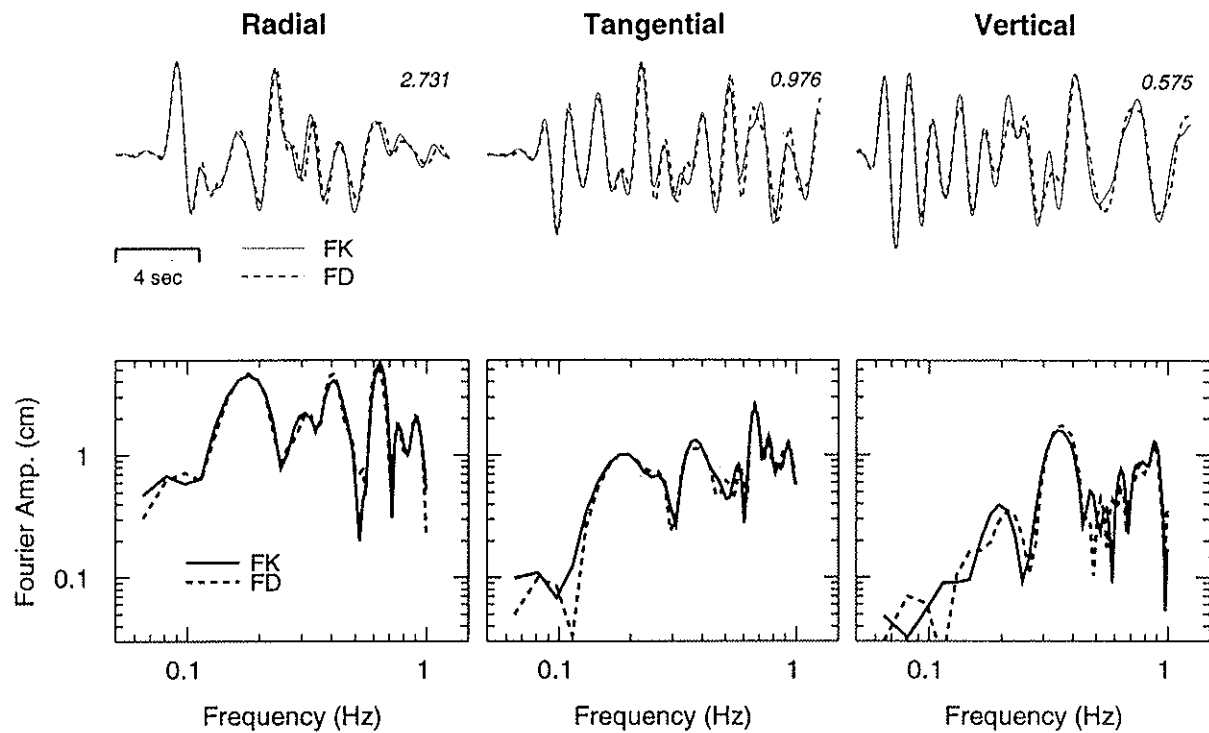 Radial
Tangential
Vertical
2.731
0.976
0.575
4 sec
FK
FD
Fourier Amp. (cm)
1
0.1
FK
FD
0.1
1
0.1
1
0.1
1
Frequency (Hz)
Frequency (Hz)
Frequency (Hz)